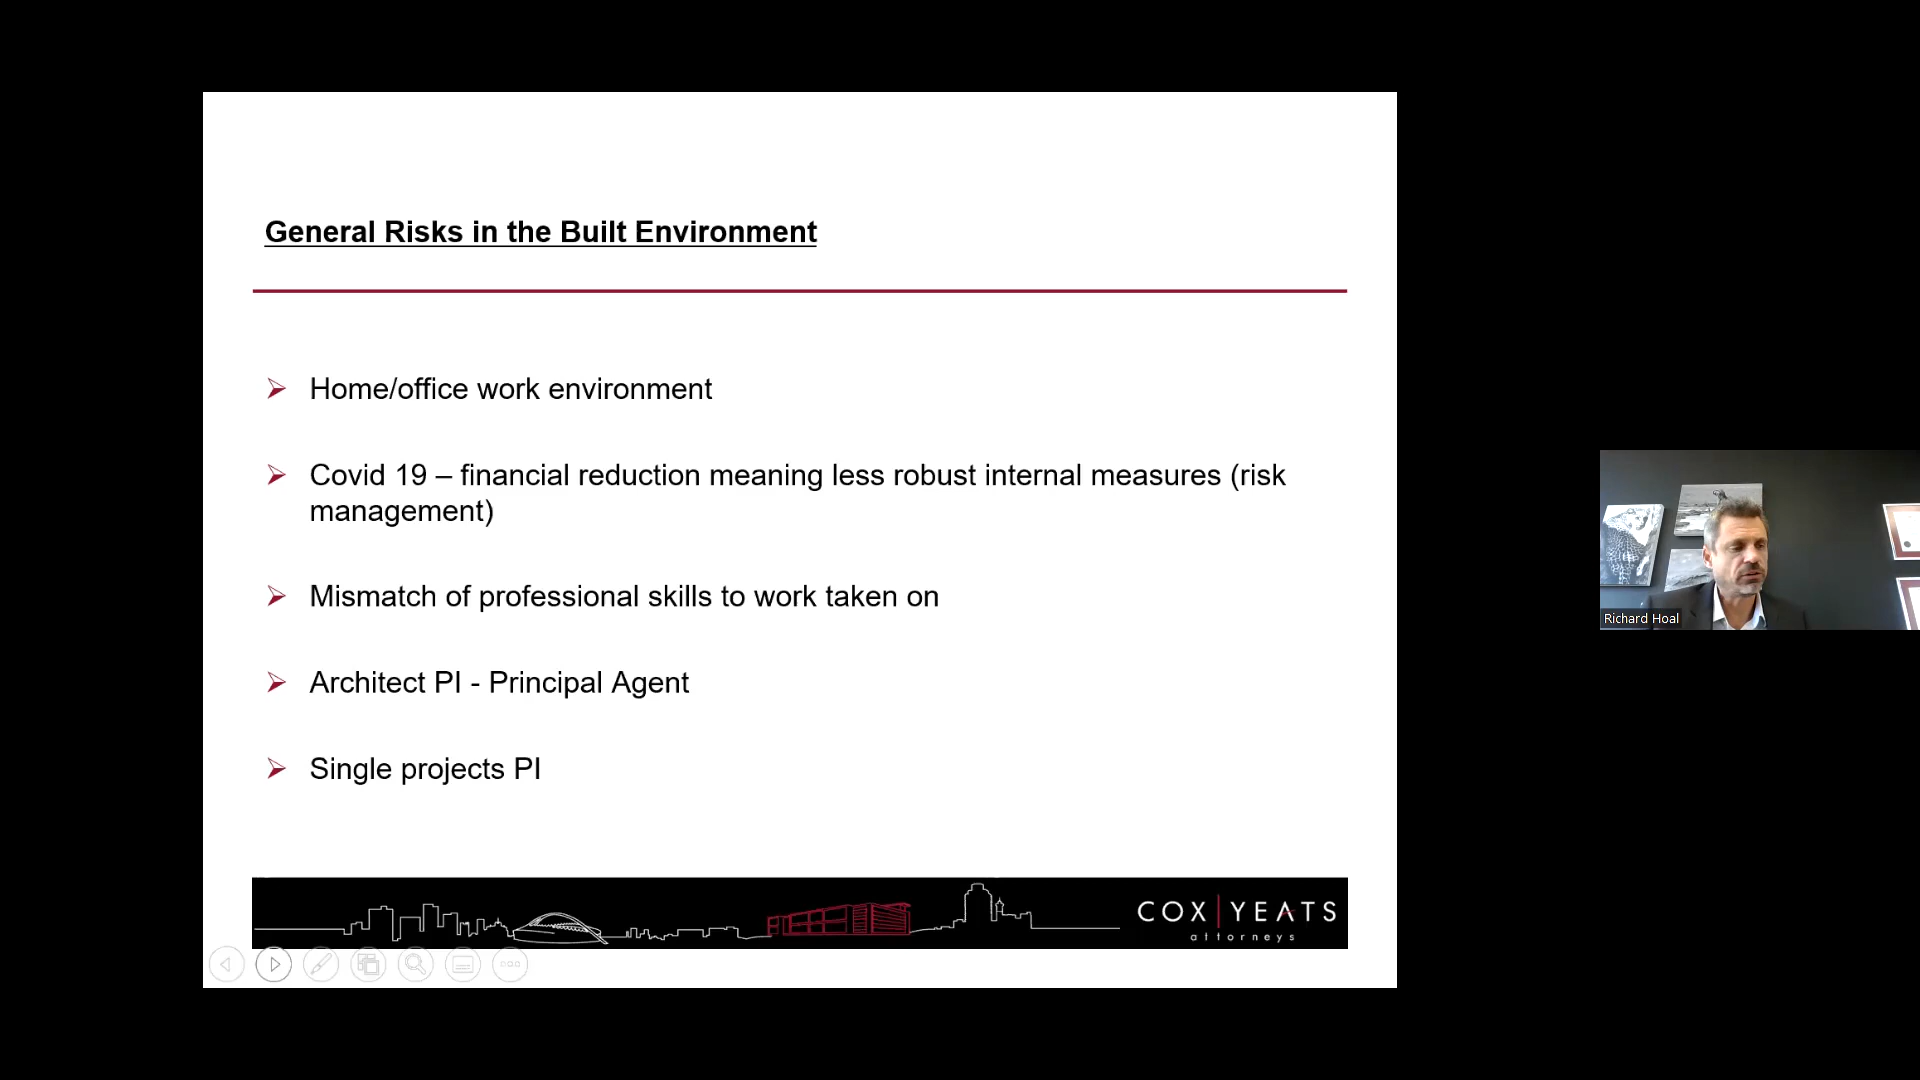 General Risks in the Built Environment
Home/office work environment
Covid 19 – financial reduction meaning less robust internal measures (risk
management)
Mismatch of professional skills to work taken on
Architect PI - Principal Agent
Single projects PI
COX | YEATS
attorneys
Richard Hoal